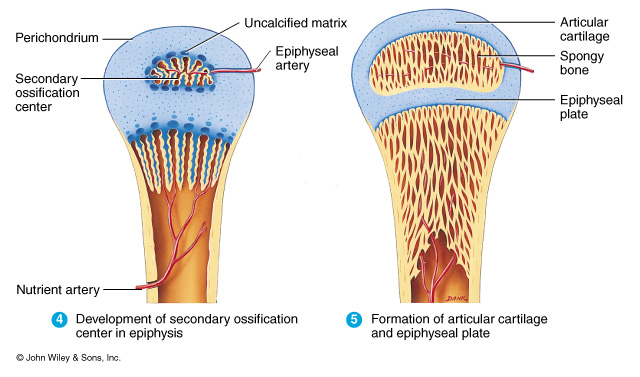 Uncalcified matrix
Perichondrium
Epiphyseal
artery
Secondary
ossification
center
Nutrient artery
4 Development of secondary ossification
center in epiphysis
Articular
cartilage
Spongy
bone
Epiphyseal
plate
DANK
5 Formation of articular cartilage
and epiphyseal plate
© John Wiley & Sons, Inc.